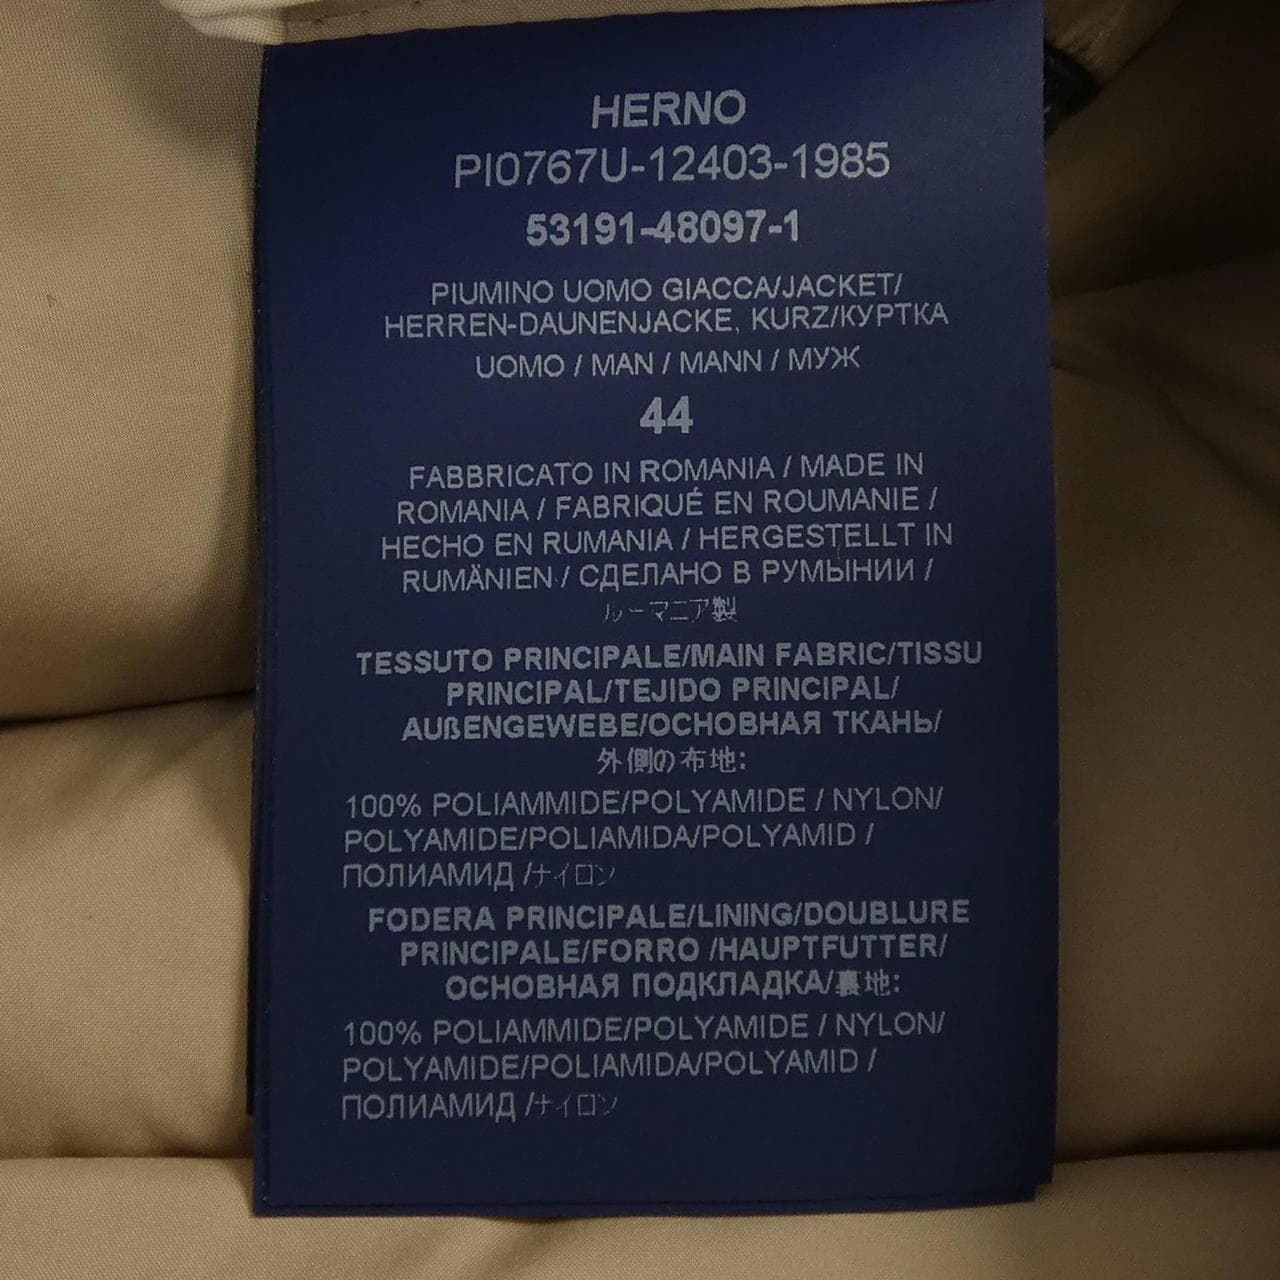 HERNO
PI0767U-12403-1985
53191-48097-1
PIUMINO UOMO GIACCA/JACKET/
HERREN-DAUNENJACKE, KURZ/КУРТКА
UOMO / MAN / MANN / МУЖ
44
FABBRICATO IN ROMANIA / MADE IN
ROMANIA / FABRIQUÉ EN ROUMANIE /
HECHO EN RUMANIA / HERGESTELLT IN
RUMÄNIEN / СДЕЛАНО В РУМЫНИИ /
ルーマニア製
TESSUTO PRINCIPALE/MAIN FABRIC/TISSU
PRINCIPAL/TEJIDO PRINCIPAL/
AUßENGEWEBE/ОСНОВНАЯ ТКАНЬ/
外側の布地:
100% POLIAMMIDE/POLYAMIDE / NYLON/
POLYAMIDE/POLIAMIDA/POLYAMID /
ПОЛИАМИД /ナイロン
FODERA PRINCIPALE/LINING/DOUBLURE
PRINCIPALE/FORRO /HAUPTFUTTER/
ОСНОВНАЯ ПОДКЛАДКА/裏地:
100% POLIAMMIDE/POLYAMIDE / NYLON/
POLYAMIDE/POLIAMIDA/POLYAMID /
ПОЛИАМИД /ナイロン